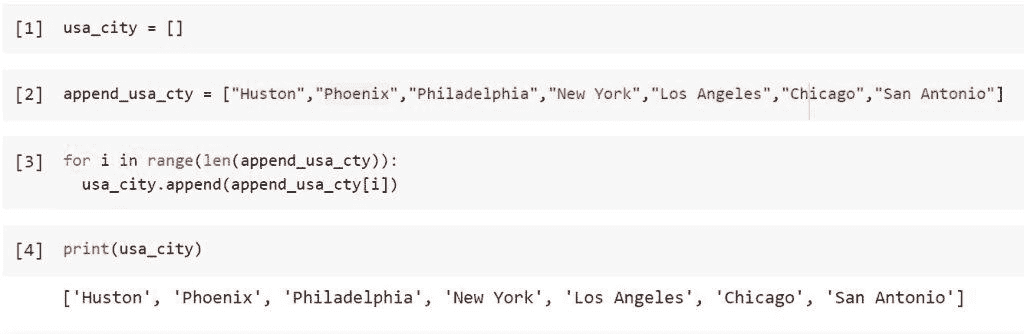 [1] usa_city = []
[2] append_usa_cty = ["Huston","Phoenix","Philadelphia","New York","Los Angeles","Chicago","San Antonio"]
[3] for i in range(len(append_usa_cty)):
usa_city.append(append_usa_cty[i])
[4] print(usa_city)
['Huston', 'Phoenix', 'Philadelphia', 'New York', 'Los Angeles', 'Chicago', 'San Antonio']